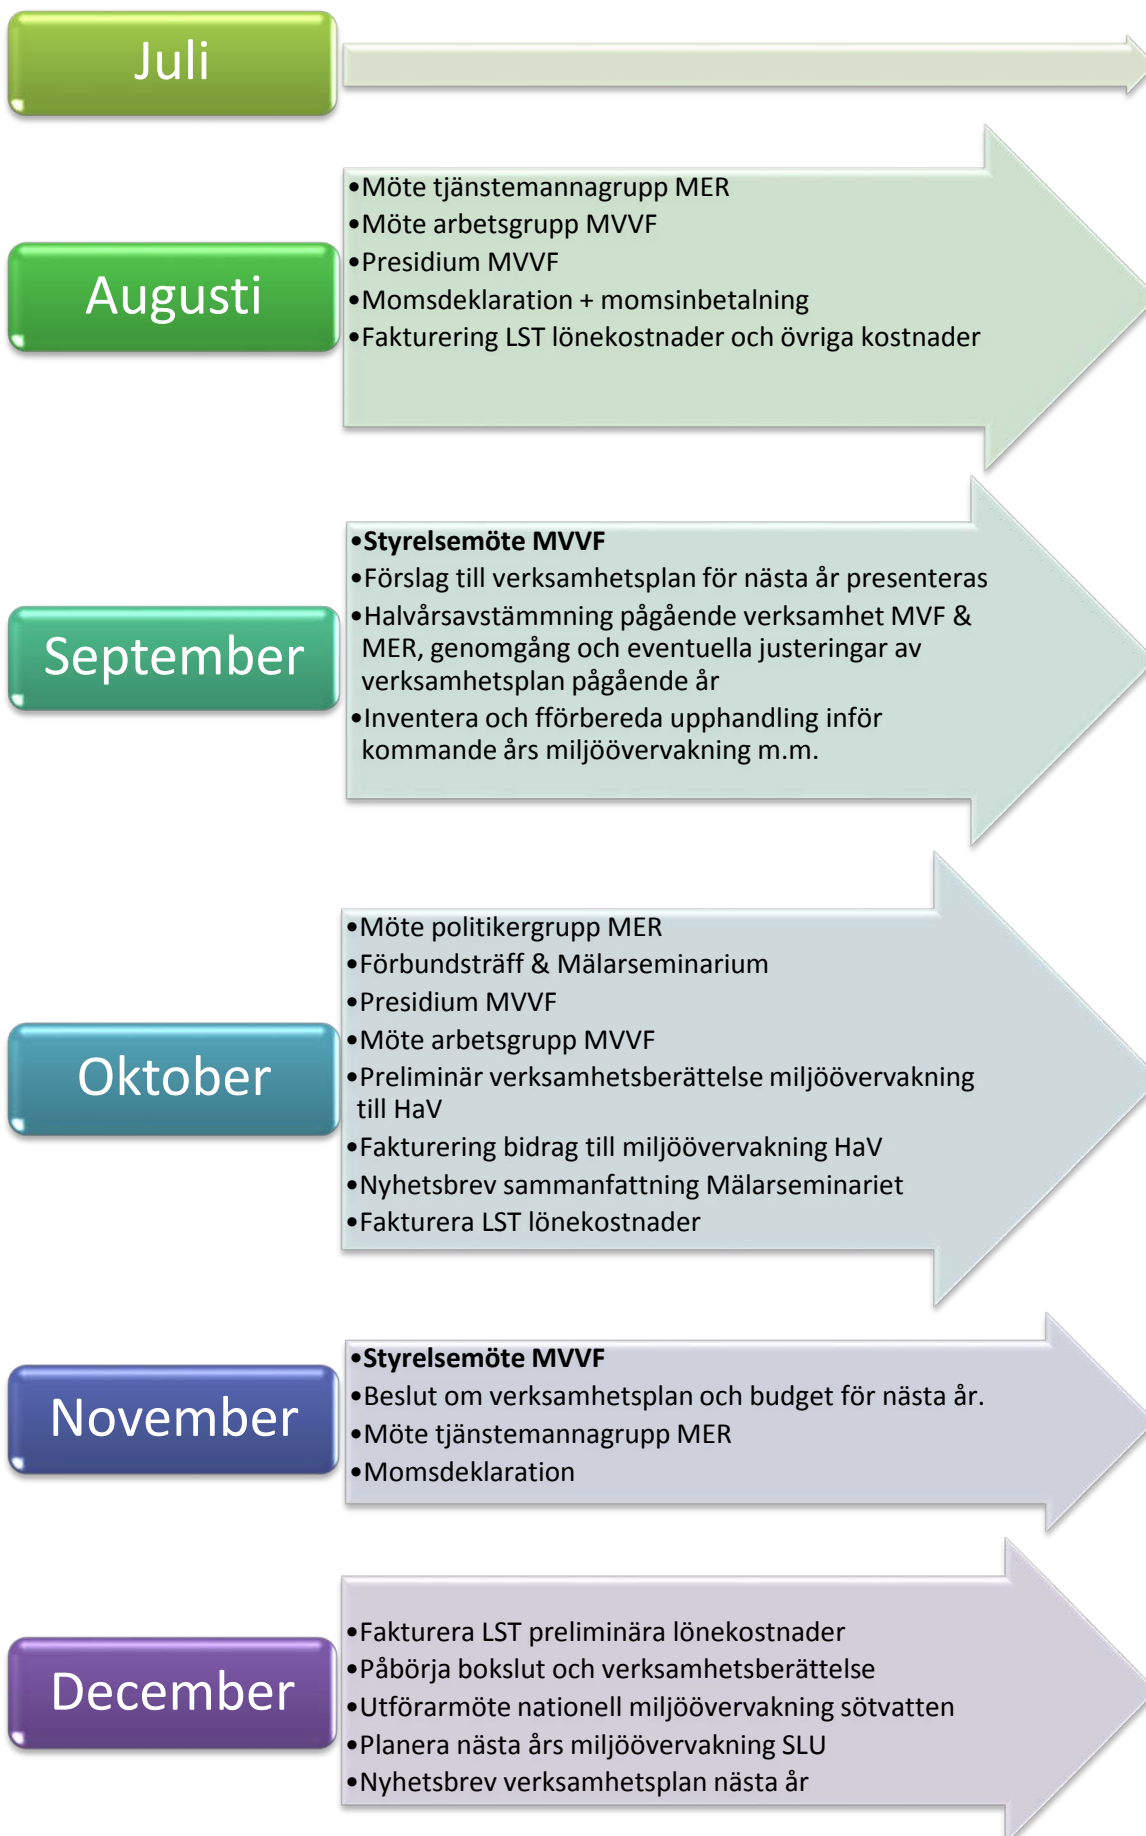 Juli
Augusti
•Möte tjänstemannagrupp MER
•Möte arbetsgrupp MVVF
•Presidium MVVF
•Momsdeklaration + momsinbetalning
•Fakturering LST lönekostnader och övriga kostnader
September
•Styrelsemöte MVVF
•Förslag till verksamhetsplan för nästa år presenteras
•Halvårsavstämmning pågående verksamhet MVF &
MER, genomgång och eventuella justeringar av
verksamhetsplan pågående år
•Inventera och fförbereda upphandling inför
kommande års miljöövervakning m.m.
Oktober
•Möte politikergrupp MER
•Förbundsträff & Mälarseminarium
•Presidium MVVF
•Möte arbetsgrupp MVVF
•Preliminär verksamhetsberättelse miljöövervakning
till HaV
•Fakturering bidrag till miljöövervakning HaV
•Nyhetsbrev sammanfattning Mälarseminariet
•Fakturera LST lönekostnader
November
•Styrelsemöte MVVF
•Beslut om verksamhetsplan och budget för nästa år.
•Möte tjänstemannagrupp MER
•Momsdeklaration
December
•Fakturera LST preliminära lönekostnader
•Påbörja bokslut och verksamhetsberättelse
•Utförarmöte nationell miljöövervakning sötvatten
•Planera nästa års miljöövervakning SLU
•Nyhetsbrev verksamhetsplan nästa år